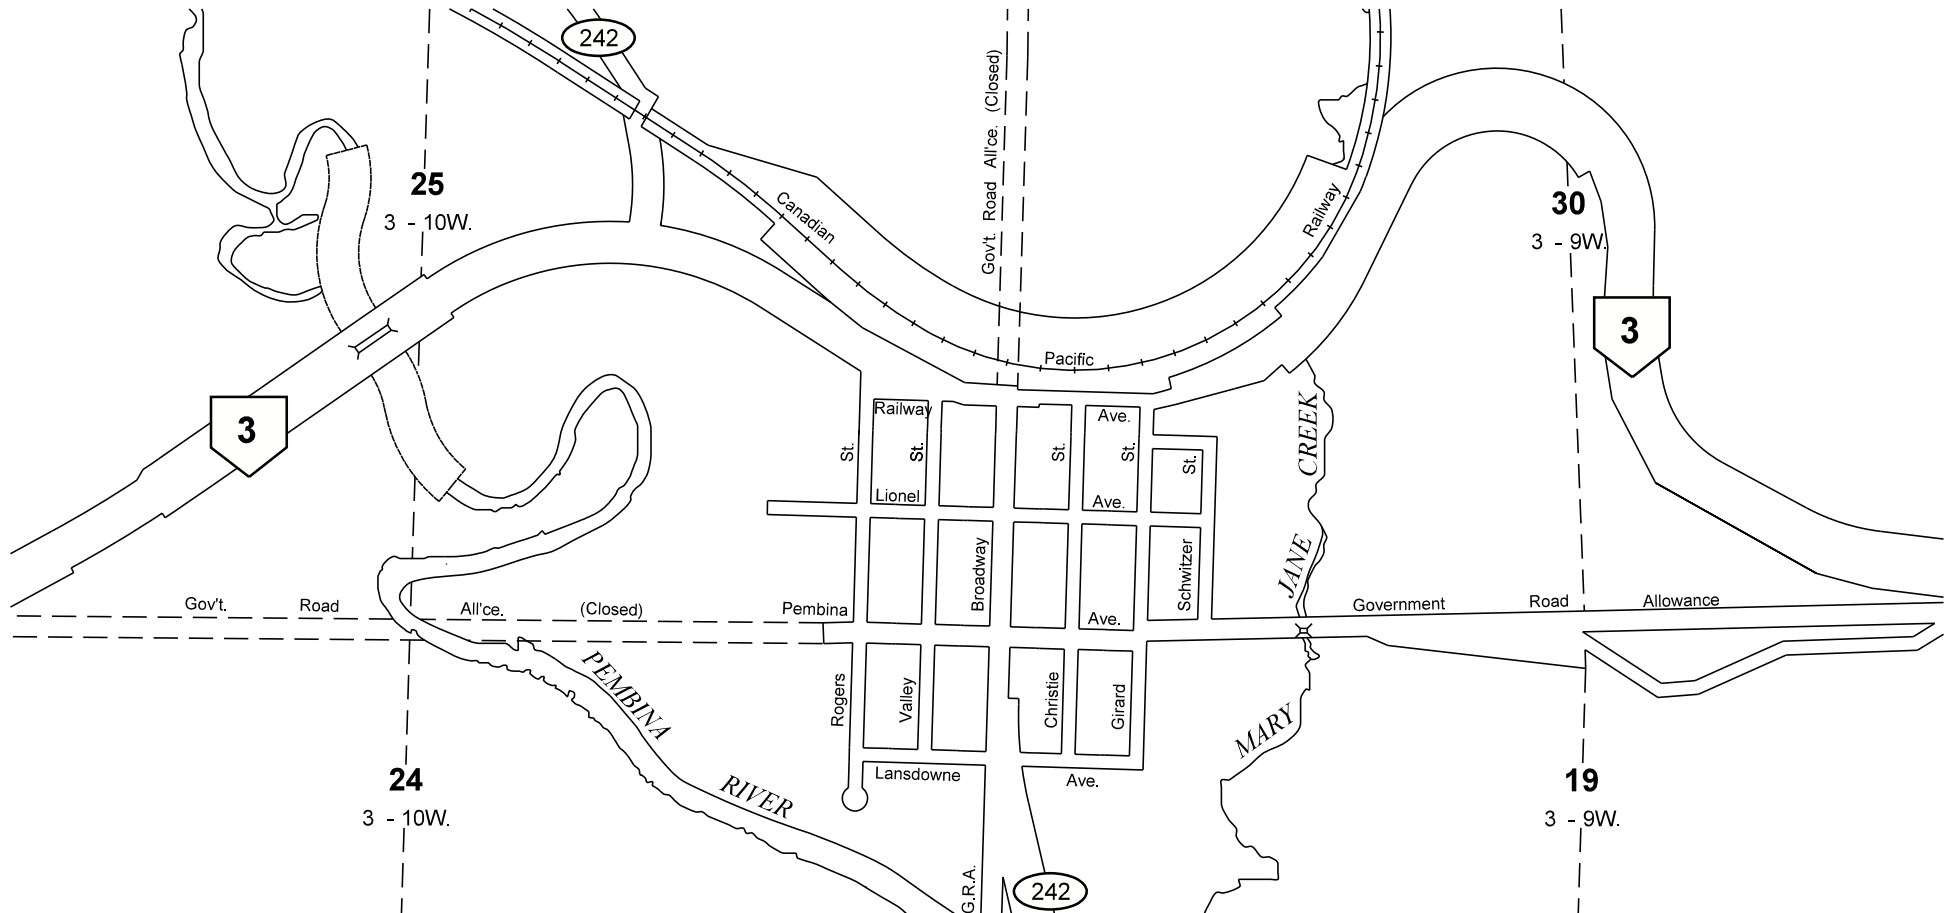 242
Gov't. Road All'ce. (Closed)
25
3 - 10W.
30
3 - 9W.
Canadian
Pacific
Railway
3
3
Railway Ave.
St.
St.
St.
St.
St.
Lionel Ave.
CREEK
JANE
MARY
Broadway
Schwitzer
Gov't. Road All'ce. (Closed)
Pembina Ave.
Government Road Allowance
PEMBINA
RIVER
Rogers
Valley
Christie
Girard
24
3 - 10W.
19
3 - 9W.
Lansdowne Ave.
G.R.A.
242